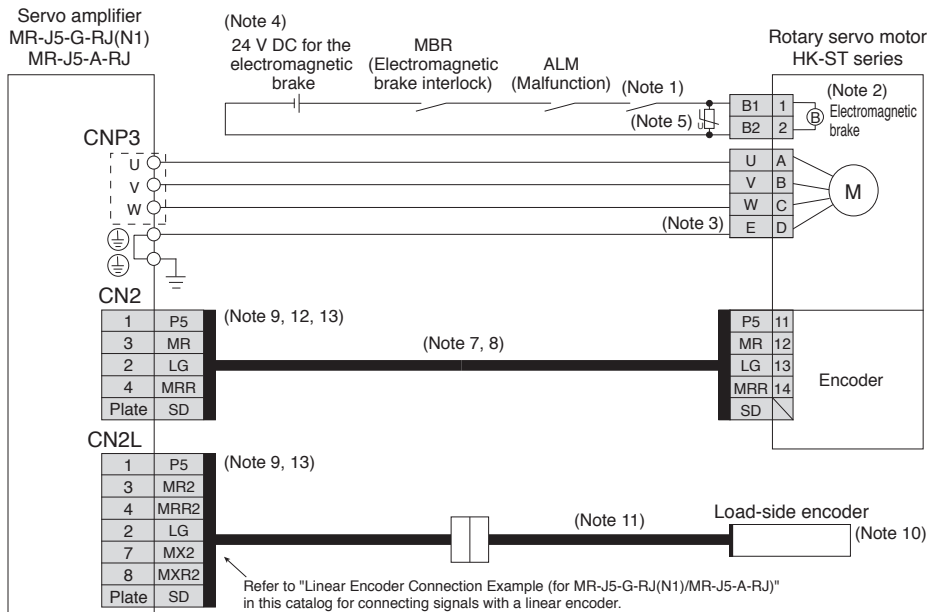 Servo amplifier
MR-J5-G-RJ(N1)
MR-J5-A-RJ
(Note 4)
24 V DC for the
electromagnetic
brake
MBR
(Electromagnetic
brake interlock)
ALM
(Malfunction)
(Note 1)
(Note 5)
U
Rotary servo motor
HK-ST series
(Note 2)
B1 1
B2 2
B
Electromagnetic
brake
CNP3
U
V
W
(Note 3)
U A
V B
W C
E D
M
CN2
1 P5
3 MR
2 LG
4 MRR
Plate SD
(Note 9, 12, 13)
(Note 7, 8)
P5 11
MR 12
LG 13
MRR 14
SD
Encoder
CN2L
1 P5
3 MR2
4 MRR2
2 LG
7 MX2
8 MXR2
Plate SD
(Note 9, 13)
(Note 11)
Load-side encoder
(Note 10)
Refer to "Linear Encoder Connection Example (for MR-J5-G-RJ(N1)/MR-J5-A-RJ)"
in this catalog for connecting signals with a linear encoder.